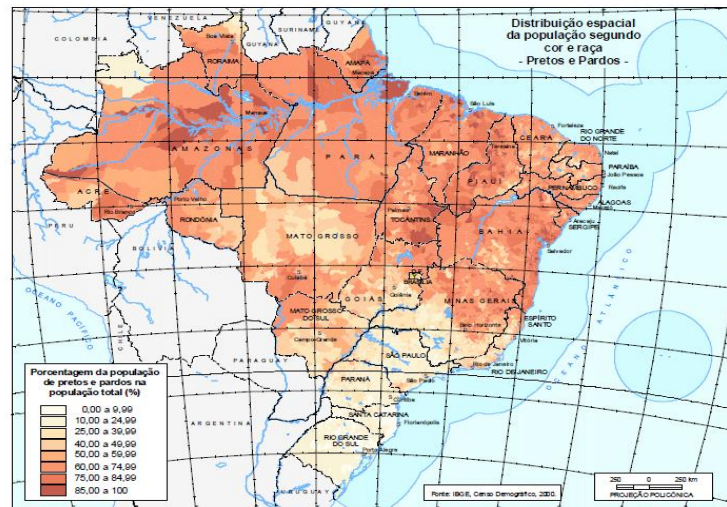 Distribuição espacial
da população segundo
cor e raça
- Pretos e Pardos -
VENEZUELA
COLOMBIA
SURINAME
GUYANE
GUYANA
Boa Vista
RORAIMA
AMAPÁ
Macapá
Belém
São Luís
Manaus
Fortaleza
RIO GRANDE
DO NORTE
AMAZONAS
PARÁ
MARANHÃO
Teresina
CEARÁ
Natal
PARAÍBA
João Pessoa
PIAUÍ
PERNAMBUCO
Recife
ACRE
Porto Velho
ALAGOAS
Maceió
Rio Branco
Palmas
Aracaju
SERGIPE
RONDÔNIA
TOCANTINS
PERU
MATO GROSSO
BAHIA
Salvador
BOLIVIA
Cuiabá
D.F.
BRASÍLIA
GOIÁS
Goiânia
MINAS GERAIS
OCEANO PACÍFICO
CHILE
MATO GROSSO
DO SUL
Belo Horizonte
ESPÍRITO
SANTO
OCEANO ATLÂNTICO
Campo Grande
Vitória
SÃO PAULO
PARAGUAY
Rio de Janeiro
RIO DE JANEIRO
PARANÁ
São Paulo
Curitiba
ARGENTINA
SANTA CATARINA
Florianópolis
RIO GRANDE
DO SUL
Porto Alegre
URUGUAY
Porcentagem da população
de pretos e pardos na
população total (%)
0,00 a 9,99
10,00 a 24,99
25,00 a 39,99
40,00 a 49,99
50,00 a 59,99
60,00 a 74,99
75,00 a 84,99
85,00 a 100
Fonte: IBGE, Censo Demográfico, 2000.
250 0 250 km
PROJEÇÃO POLICÔNICA